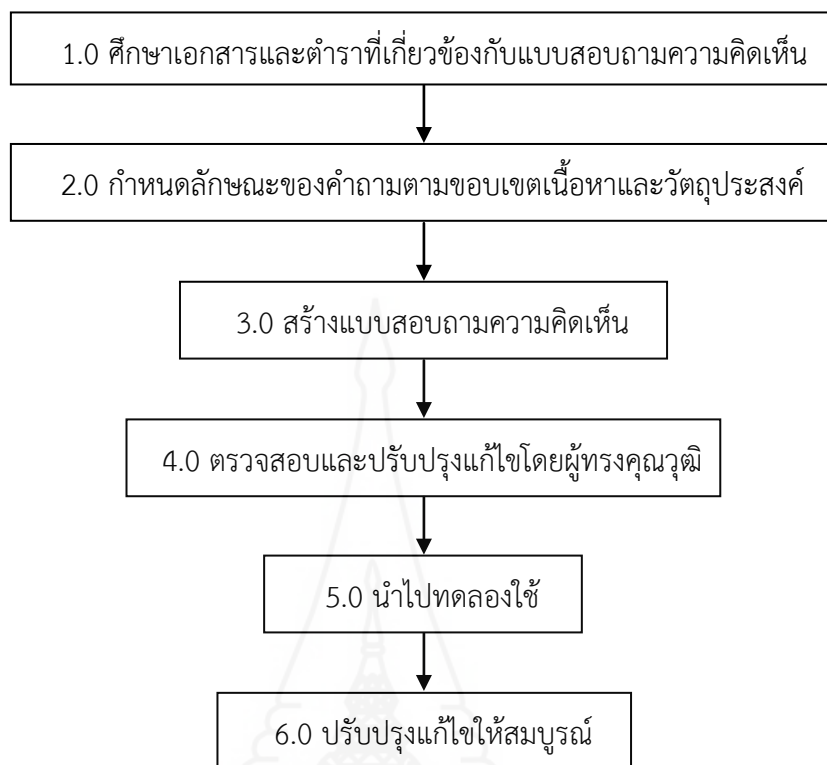 1.0 ศึกษาเอกสารและตำราที่เกี่ยวข้องกับแบบสอบถามความคิดเห็น
2.0 กำหนดลักษณะของคำถามตามขอบเขตเนื้อหาและวัตถุประสงค์
3.0 สร้างแบบสอบถามความคิดเห็น
4.0 ตรวจสอบและปรับปรุงแก้ไขโดยผู้ทรงคุณวุฒิ
5.0 นำไปทดลองใช้
6.0 ปรับปรุงแก้ไขให้สมบูรณ์